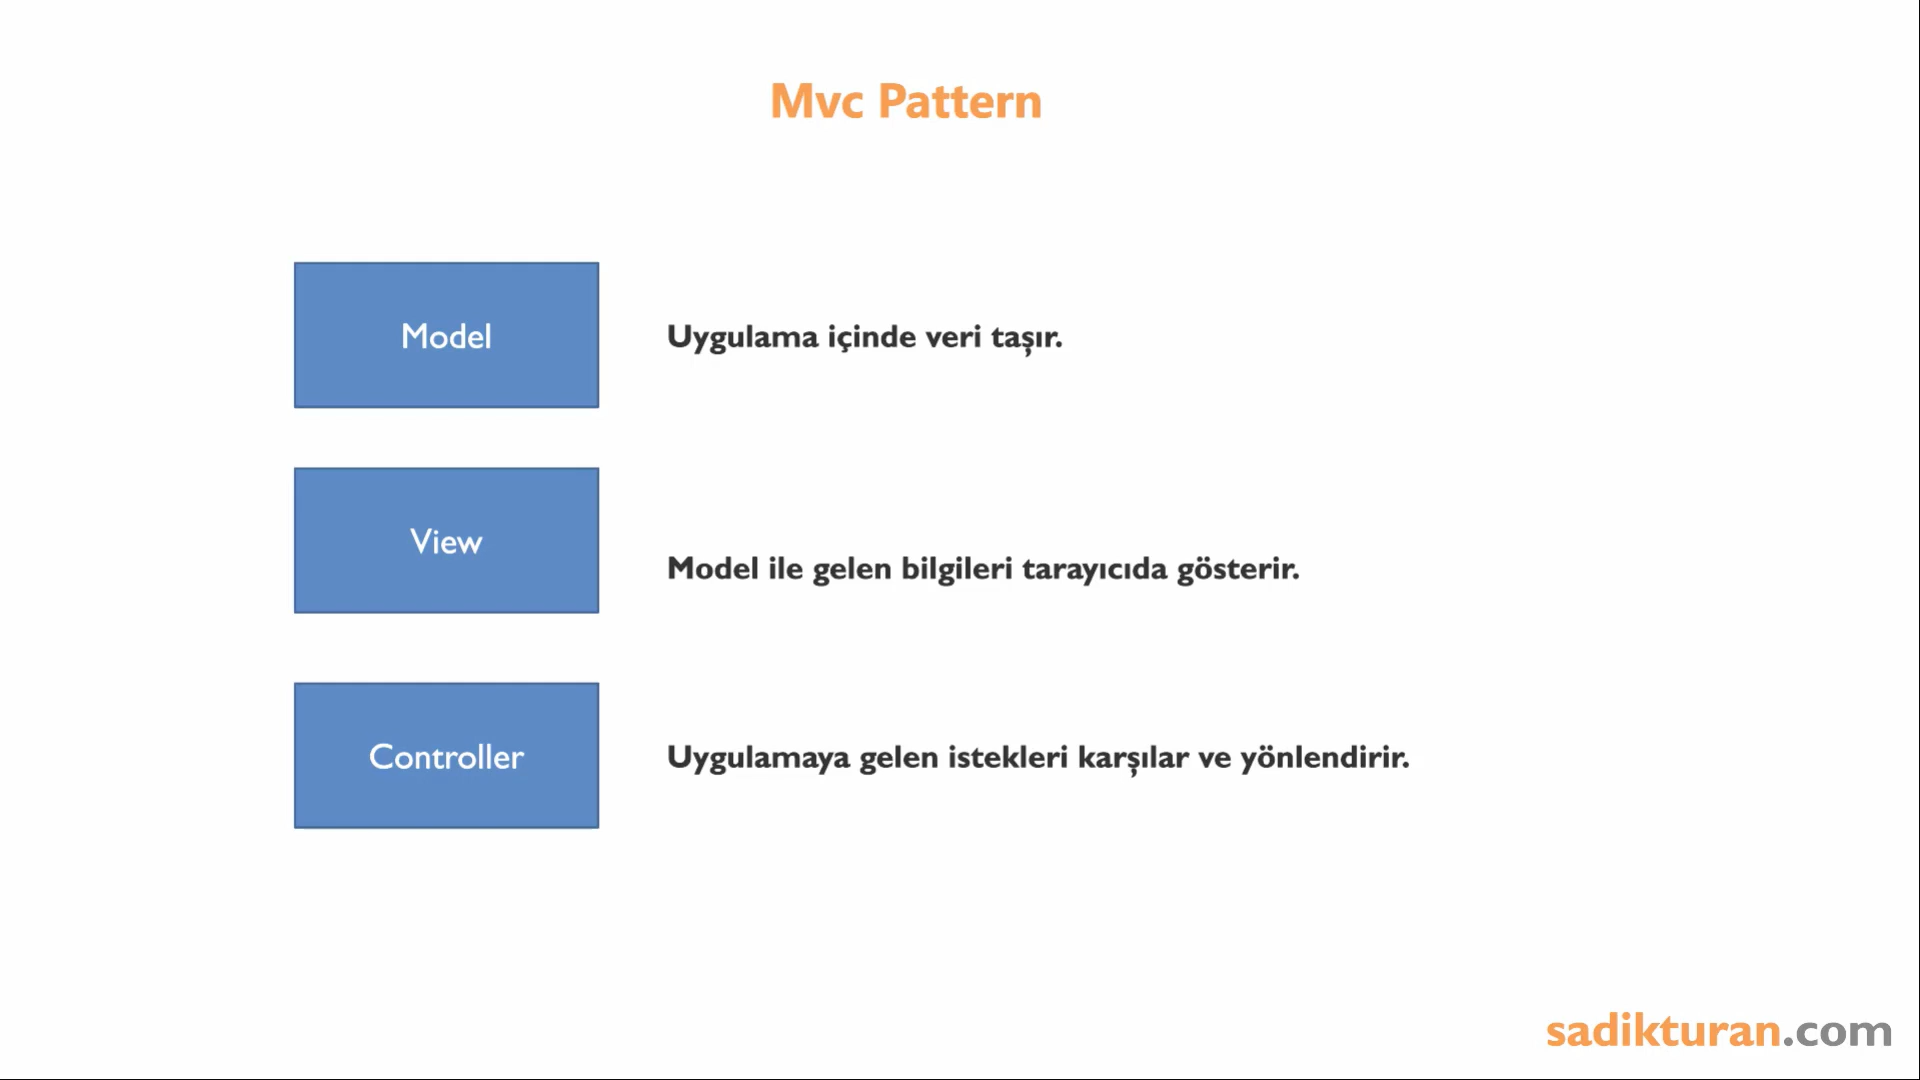 Mvc Pattern
Model
Uygulama içinde veri taşır.
View
Model ile gelen bilgileri tarayıcıda gösterir.
Controller
Uygulamaya gelen istekleri karşılar ve yönlendirir.
sadikturan.com